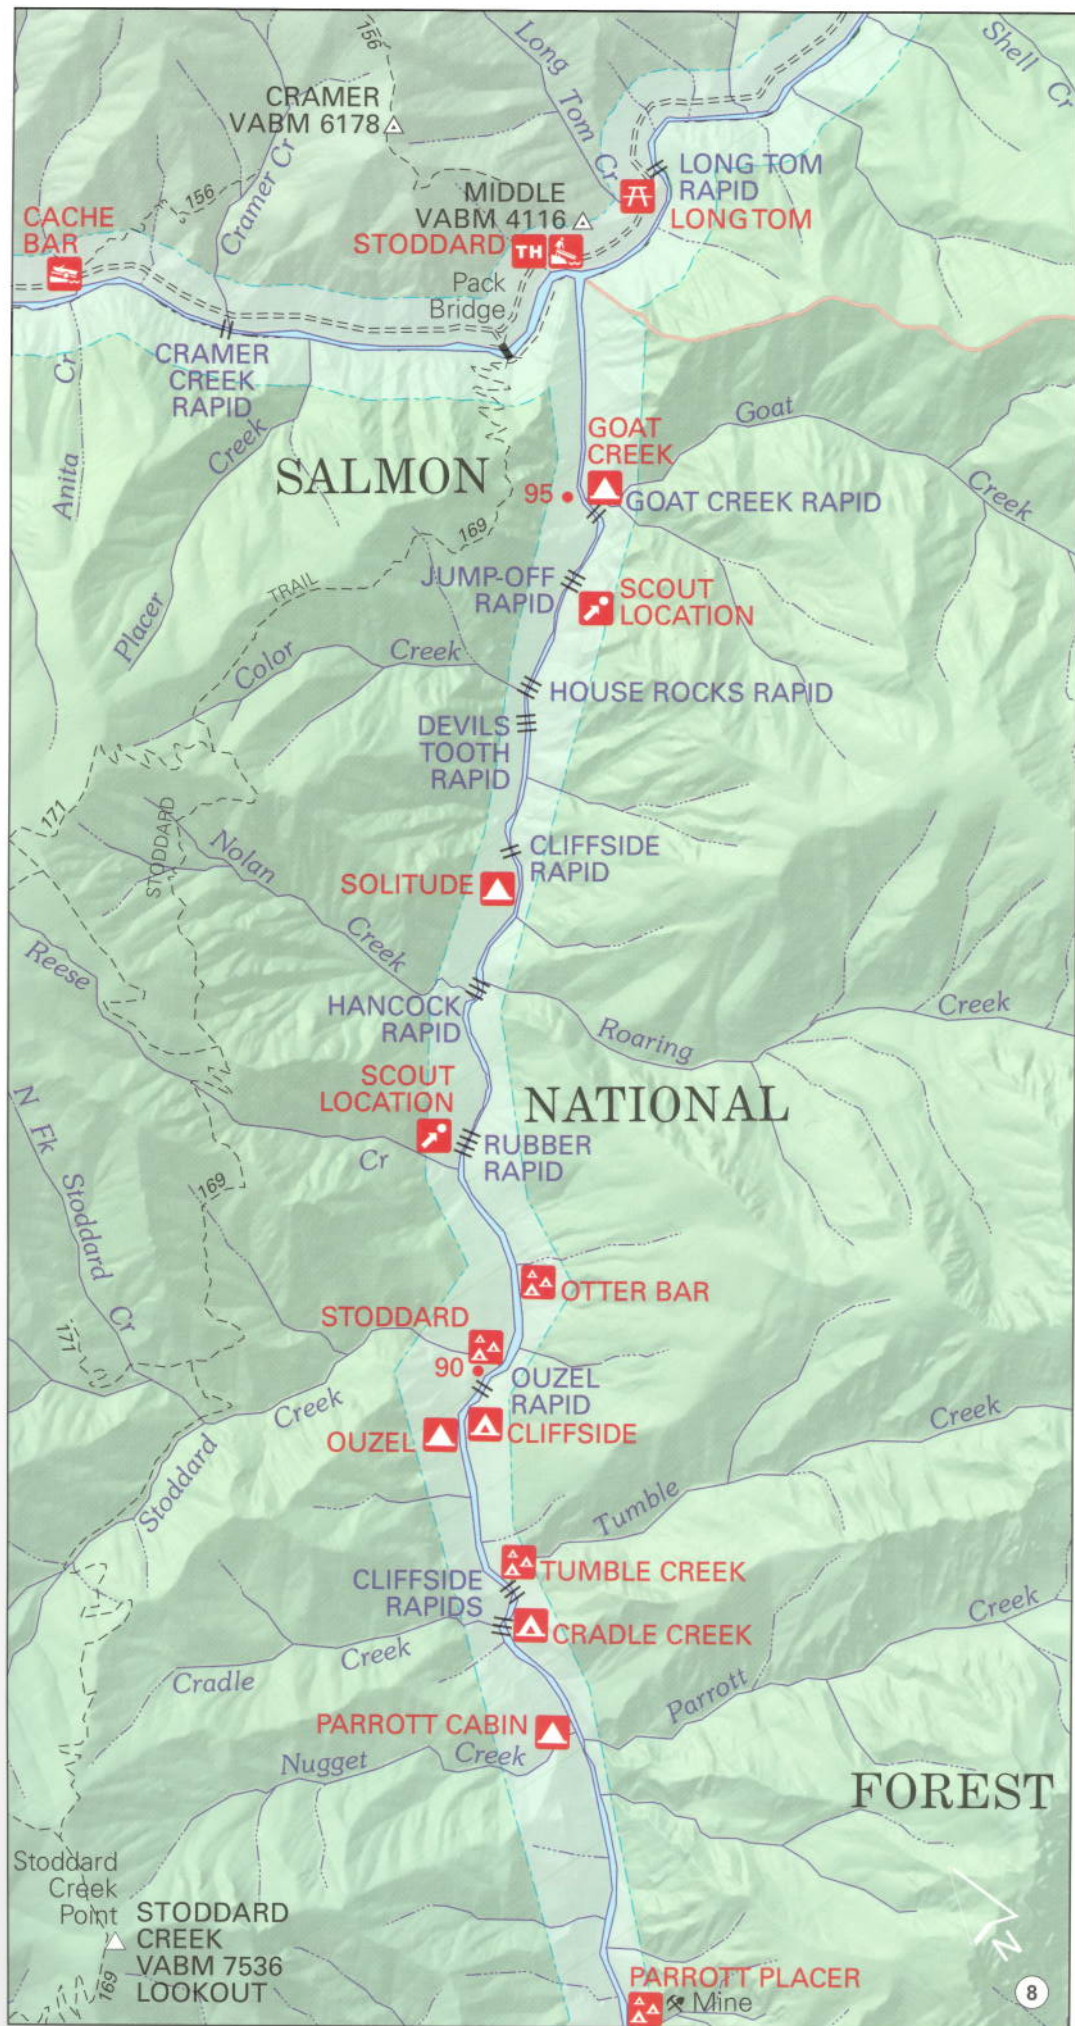 156
Long
Tom
Cr
Shell
Cr
CRAMER
VABM 6178
Cramer Cr
156
CACHE
BAR
MIDDLE
VABM 4116
STODDARD
TH
LONG TOM
RAPID
LONG TOM
Pack
Bridge
CRAMER
CREEK
RAPID
Anita
Cr
Placer
Creek
SALMON
Goat
Creek
GOAT
CREEK
95
GOAT CREEK RAPID
169
TRAIL
JUMP-OFF
RAPID
SCOUT
LOCATION
Color
Creek
HOUSE ROCKS RAPID
DEVILS
TOOTH
RAPID
171
STODDARD
Nolan
Creek
CLIFFSIDE
RAPID
SOLITUDE
Reese
Cr
HANCOCK
RAPID
Roaring
Creek
SCOUT
LOCATION
NATIONAL
RUBBER
RAPID
N Fk
Stoddard
Cr
169
OTTER BAR
STODDARD
90
171
OUZEL
RAPID
CLIFFSIDE
OUZEL
Stoddard
Creek
Tumble
Creek
TUMBLE CREEK
CLIFFSIDE
RAPIDS
CRADLE CREEK
Cradle
Creek
Parrott
Creek
PARROTT CABIN
Nugget
Creek
FOREST
Stoddard
Creek
Point
STODDARD
CREEK
VABM 7536
LOOKOUT
169
N
PARROTT PLACER
Mine
8